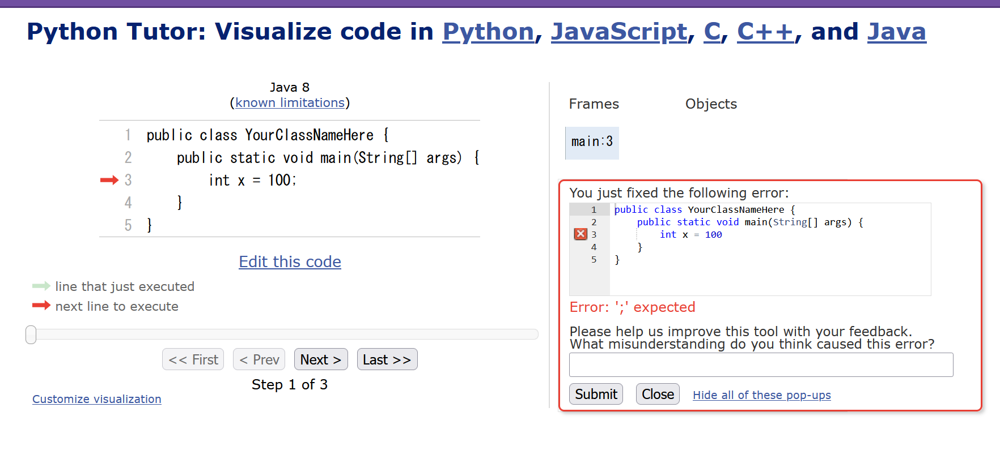 Python Tutor: Visualize code in Python, JavaScript, C, C++, and Java
Java 8
(known limitations)
1 public class YourClassNameHere {
2 public static void main(String[] args) {
3 int x = 100;
4 }
5 }
Edit this code
line that just executed
next line to execute
<< First < Prev Next > Last >>
Step 1 of 3
Customize visualization
Frames Objects
main:3
You just fixed the following error:
1 public class YourClassNameHere {
2 public static void main(String[] args) {
3 int x = 100
4 }
5 }
Error: ';' expected
Please help us improve this tool with your feedback.
What misunderstanding do you think caused this error?
Submit Close Hide all of these pop-ups